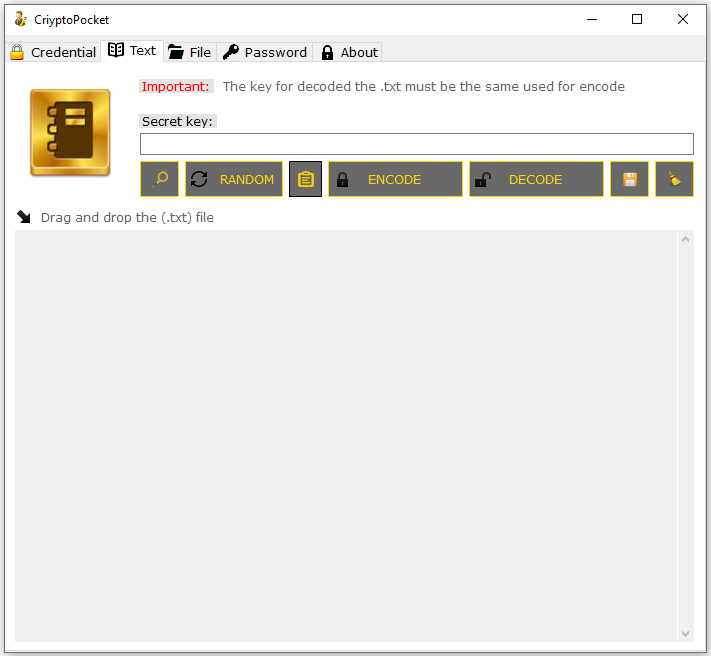 CriyptoPocket
Credential Text File Password About
Important: The key for decoded the .txt must be the same used for encode
Secret key:
RANDOM ENCODE DECODE
Drag and drop the (.txt) file